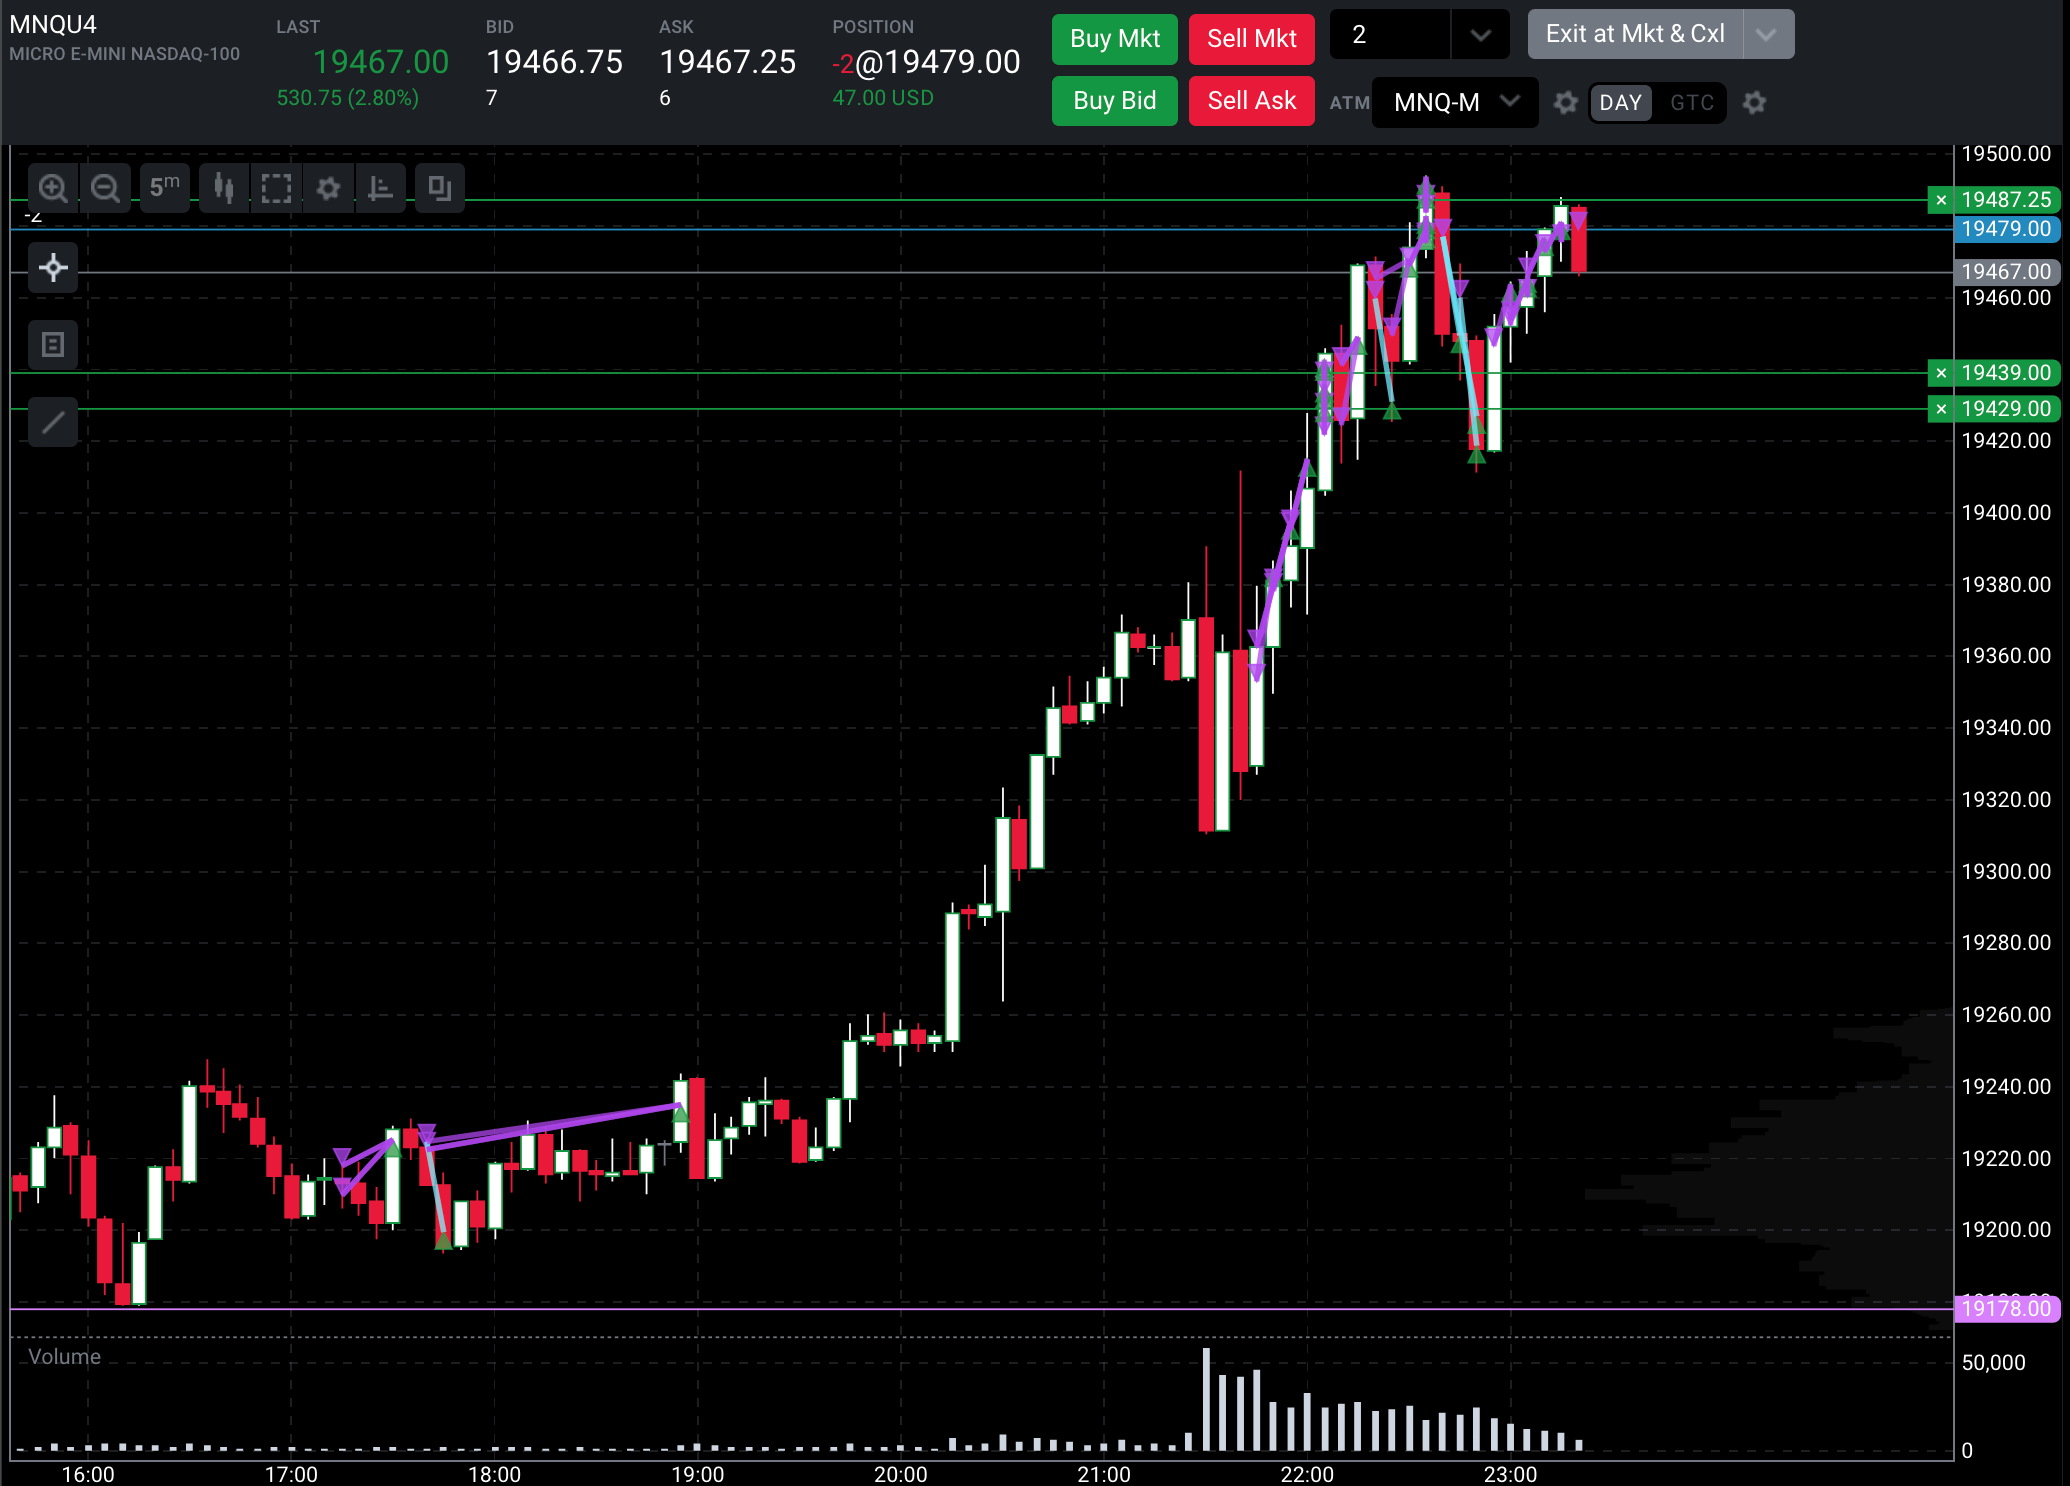 MNQU4
MICRO E-MINI NASDAQ-100
LAST
19467.00
530.75 (2.80%)
BID
19466.75
7
ASK
19467.25
6
POSITION
-2@19479.00
47.00 USD
Buy Mkt
Sell Mkt
2
Exit at Mkt & Cxl
Buy Bid
Sell Ask
ATM
MNQ-M
DAY
GTC
5m
-2
19500.00
× 19487.25
19479.00
19467.00
19460.00
× 19439.00
× 19429.00
19420.00
19400.00
19380.00
19360.00
19340.00
19320.00
19300.00
19280.00
19260.00
19240.00
19220.00
19200.00
19178.00
Volume
50,000
0
16:00 17:00 18:00 19:00 20:00 21:00 22:00 23:00